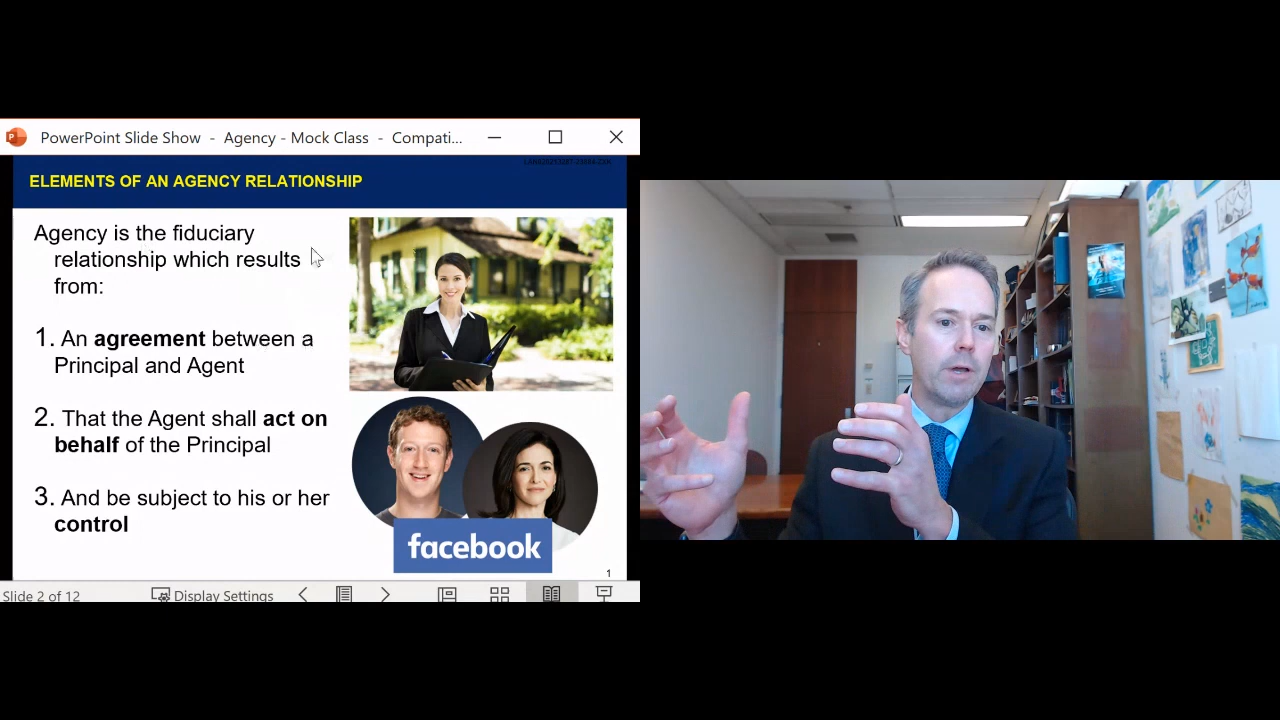 PowerPoint Slide Show - Agency - Mock Class - Compati...
ELEMENTS OF AN AGENCY RELATIONSHIP
Agency is the fiduciary
relationship which results
from:
1. An agreement between a
Principal and Agent
2. That the Agent shall act on
behalf of the Principal
3. And be subject to his or her
control
facebook
1
Slide 2 of 12
Display Settings